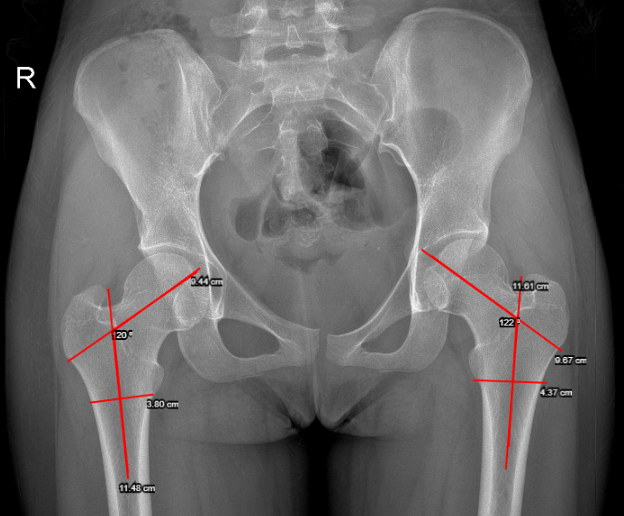 R
9.44 cm
11.61 cm
120 °
122 °
9.67 cm
3.80 cm
4.37 cm
11.48 cm